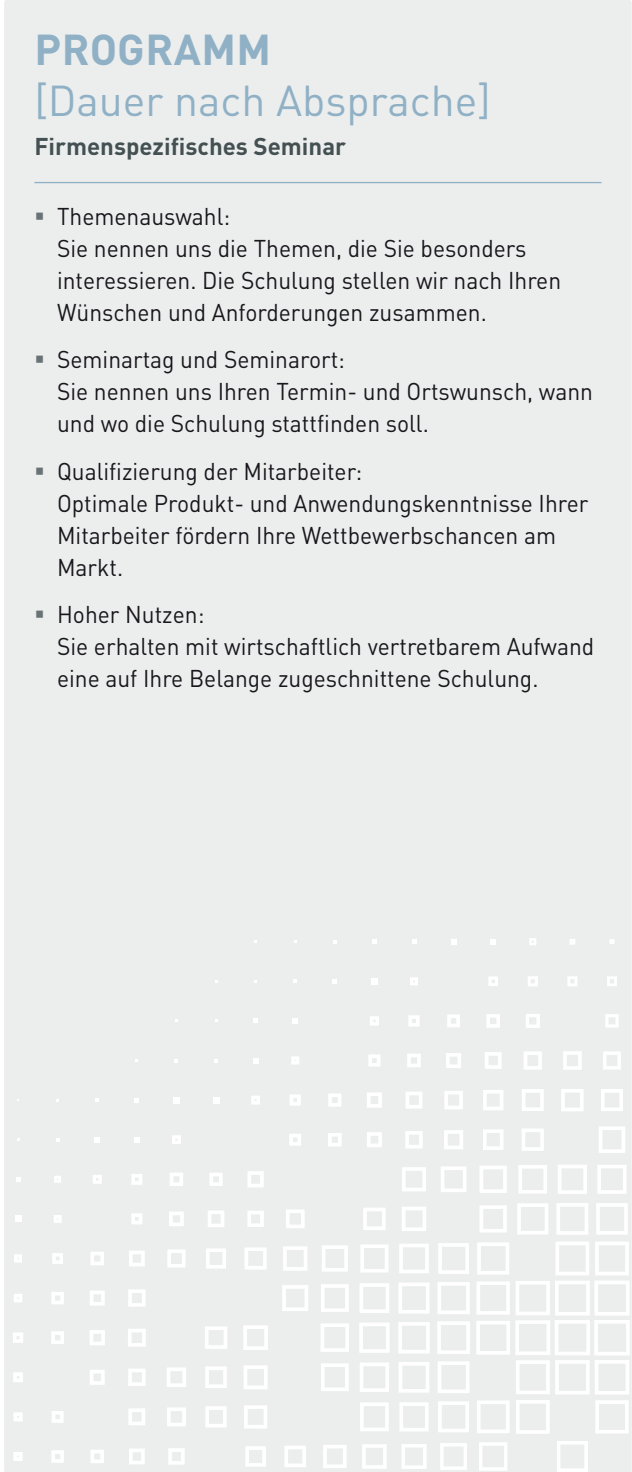 PROGRAMM
[Dauer nach Absprache]
Firmenspezifisches Seminar
▪ Themenauswahl:
Sie nennen uns die Themen, die Sie besonders
interessieren. Die Schulung stellen wir nach Ihren
Wünschen und Anforderungen zusammen.
▪ Seminartag und Seminarort:
Sie nennen uns Ihren Termin- und Ortswunsch, wann
und wo die Schulung stattfinden soll.
▪ Qualifizierung der Mitarbeiter:
Optimale Produkt- und Anwendungskenntnisse Ihrer
Mitarbeiter fördern Ihre Wettbewerbschancen am
Markt.
▪ Hoher Nutzen:
Sie erhalten mit wirtschaftlich vertretbarem Aufwand
eine auf Ihre Belange zugeschnittene Schulung.